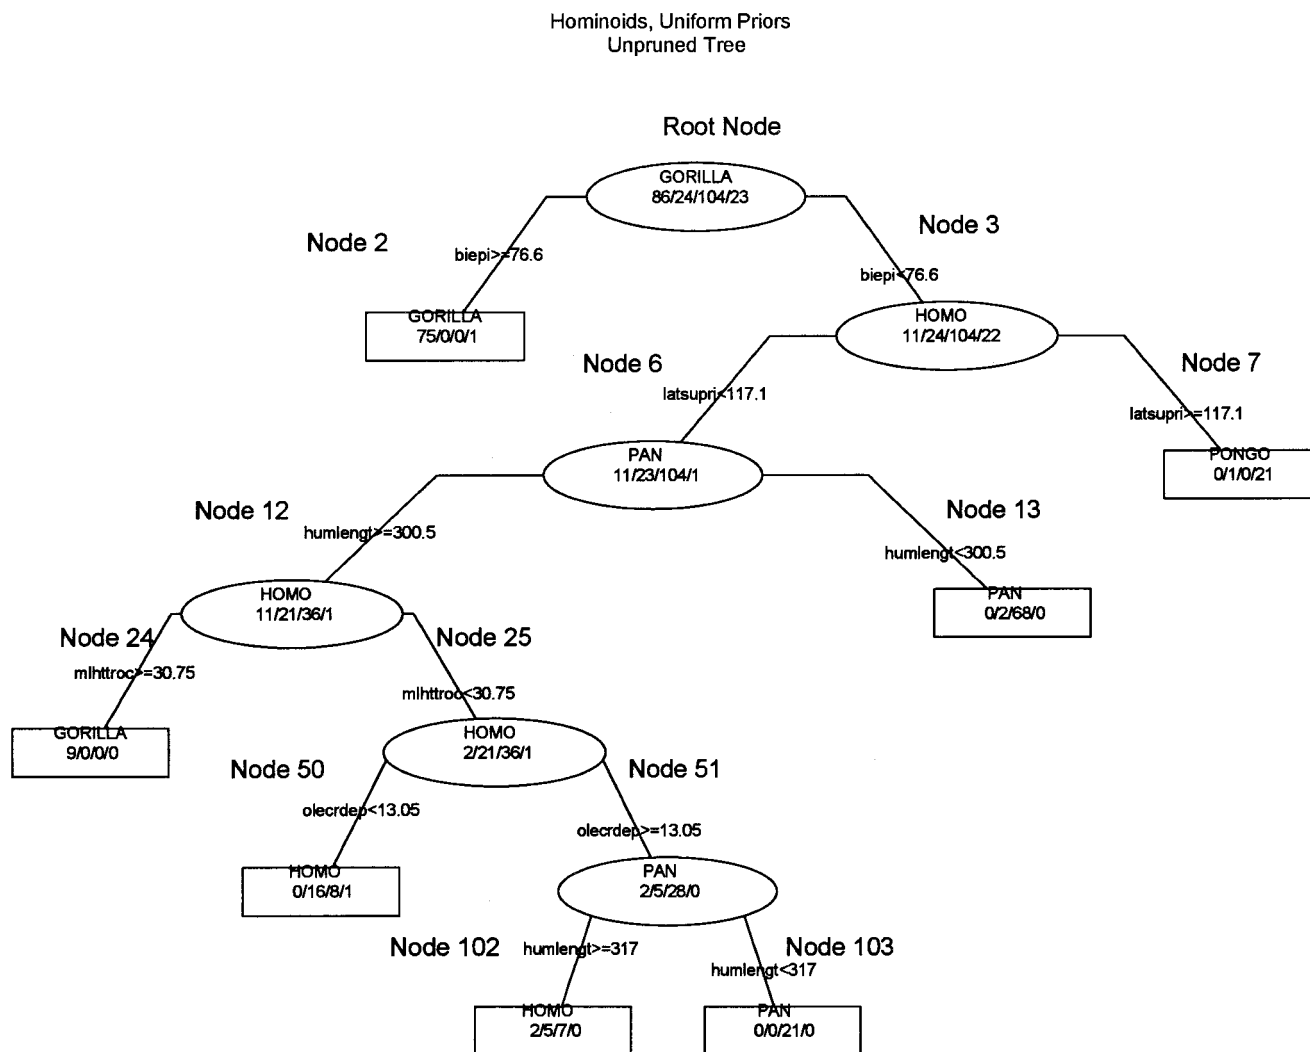 Hominoids, Uniform Priors
Unpruned Tree
Root Node
GORILLA
86/24/104/23
Node 2
Node 3
biepi>=76.6
biepi<76.6
GORILLA
75/0/0/1
HOMO
11/24/104/22
Node 6
Node 7
latsupri<117.1
latsupri>=117.1
PAN
11/23/104/1
PONGO
0/1/0/21
Node 12
Node 13
humlengt>=300.5
humlengt<300.5
HOMO
11/21/36/1
PAN
0/2/68/0
Node 24
Node 25
mlhttroc>=30.75
mlhttroc<30.75
GORILLA
9/0/0/0
HOMO
2/21/36/1
Node 50
Node 51
olecrdep<13.05
olecrdep>=13.05
HOMO
0/16/8/1
PAN
2/5/28/0
Node 102
Node 103
humlengt>=317
humlengt<317
HOMO
2/5/7/0
PAN
0/0/21/0